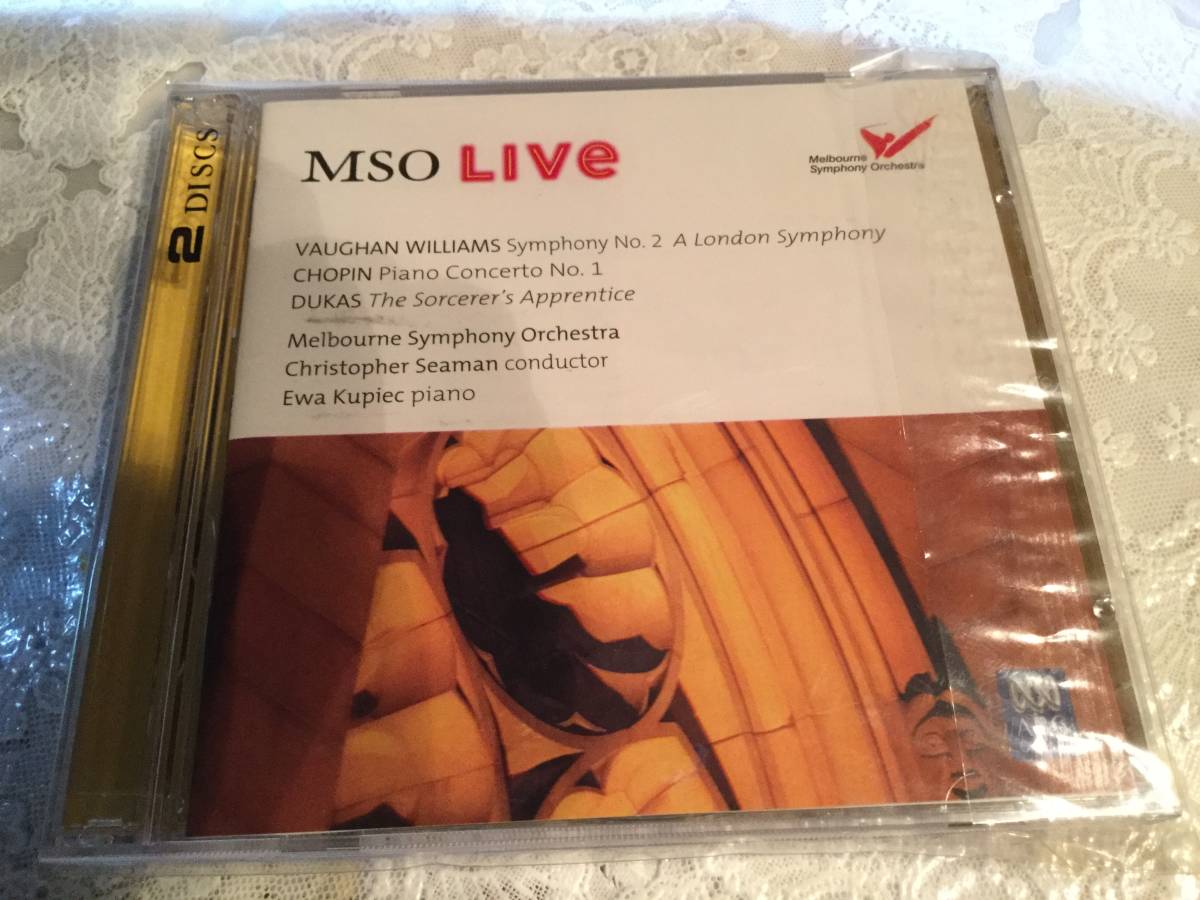 2 DISCS
MSO LIVE
Melbourne
Symphony Orchestra
VAUGHAN WILLIAMS Symphony No. 2 A London Symphony
CHOPIN Piano Concerto No. 1
DUKAS The Sorcerer's Apprentice
Melbourne Symphony Orchestra
Christopher Seaman conductor
Ewa Kupiec piano
ABC